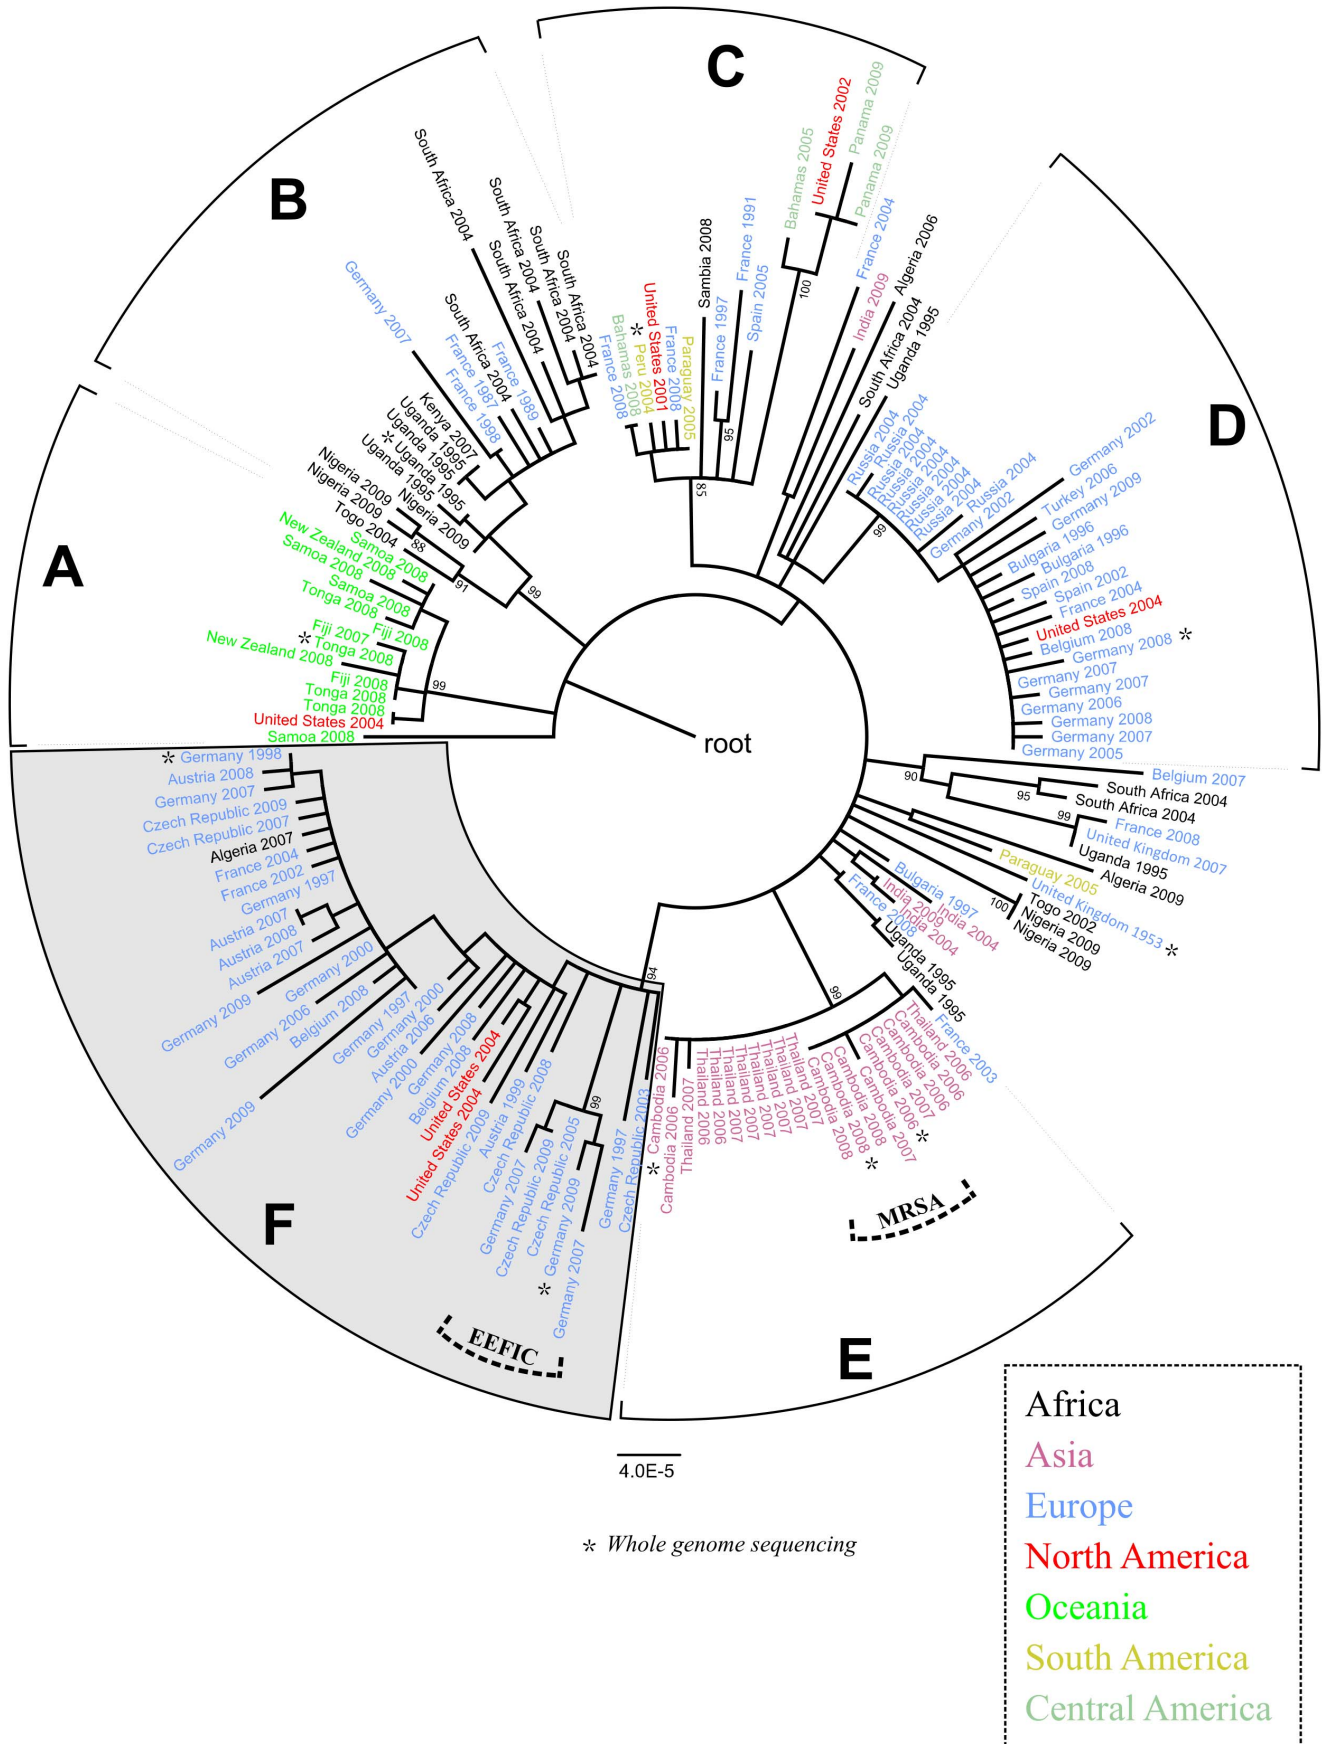 C
B
D
A
South Africa 2004
South Africa 2004
South Africa 2004
South Africa 2004
South Africa 2004
Germany 2007
South Africa 2004
France 1989
France 1987
France 1998
Kenya 2007
Uganda 1995
Uganda 1995
* Uganda 1995
Uganda 1995
Nigeria 2009
Nigeria 2009
Nigeria 2009
Togo 2004
88
91
99
Samoa 2008
New Zealand 2008
Samoa 2008
Samoa 2008
Tonga 2008
Fiji 2008
Fiji 2007
* Tonga 2008
New Zealand 2008
Fiji 2008
Tonga 2008
Tonga 2008
United States 2004
Samoa 2008
99
root
France 2008
Bahamas 2008
* Peru 2004
United States 2001
France 2008
Paraguay 2005
Sambia 2008
France 1997
France 1991
Spain 2005
85
95
Bahamas 2005
United States 2002
Panama 2009
Panama 2009
100
France 2004
India 2009
Algeria 2006
South Africa 2004
Uganda 1995
Russia 2004
Russia 2004
Russia 2004
Russia 2004
Russia 2004
Russia 2004
Russia 2004
Russia 2004
99
Germany 2002
Germany 2002
Turkey 2006
Germany 2009
Bulgaria 1996
Bulgaria 1996
Spain 2008
Spain 2002
France 2004
United States 2004
Belgium 2008
Germany 2008 *
Germany 2007
Germany 2007
Germany 2006
Germany 2008
Germany 2007
Germany 2005
Belgium 2007
90
South Africa 2004
South Africa 2004
95
France 2008
United Kingdom 2007
Uganda 1995
99
Algeria 2009
Paraguay 2005
United Kingdom 1953 *
Togo 2002
Nigeria 2009
Nigeria 2009
100
Bulgaria 1997
India 2004
India 2009
India 2004
France 2008
Uganda 1995
Uganda 1995
France 2003
99
Thailand 2006
Cambodia 2006
Cambodia 2006
Cambodia 2007
Cambodia 2006 *
Cambodia 2007
Cambodia 2008
Cambodia 2008 *
Cambodia 2008
Thailand 2007
Thailand 2007
Thailand 2007
Thailand 2007
Thailand 2007
Thailand 2006
Thailand 2006
Thailand 2007
Cambodia 2006
* Cambodia 2006
MRSA
E
94
* Germany 1998
Austria 2008
Germany 2007
Czech Republic 2009
Czech Republic 2007
Algeria 2007
France 2004
France 2002
Germany 1997
Austria 2007
Austria 2008
Austria 2007
Germany 2009
Germany 2000
Germany 2006
Belgium 2008
Germany 2009
Germany 1997
Germany 2000
Austria 2006
Germany 2000
Germany 2008
Belgium 2008
United States 2004
United States 2004
Czech Republic 2009
Austria 1999
Czech Republic 2008
Germany 2007
Czech Republic 2009
Czech Republic 2005
* Germany 2009
Germany 2007
99
Germany 1997
Czech Republic 2003
F
EEFIC
4.0E-5
* Whole genome sequencing
Africa
Asia
Europe
North America
Oceania
South America
Central America